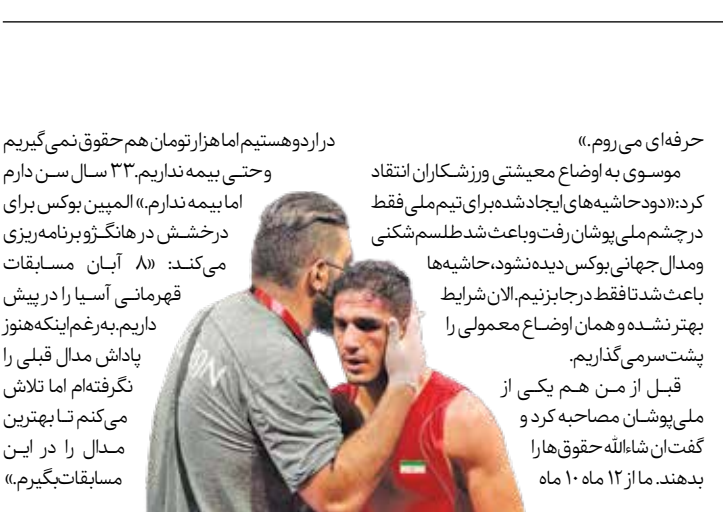 حرفه‌ای می‌روم.»
موسوی به اوضاع معیشتی ورزشکاران انتقاد
کرد: «دود حاشیه‌های ایجاد شده برای تیم ملی فقط
در چشم ملی پوشان رفت و باعث شد طلسم شکنی
و مدال جهانی بوکس دیده نشود، حاشیه‌ها
باعث شد تا فقط درجا بزنیم. الان شرایط
بهتر نشده و همان اوضاع معمولی را
پشت سر می‌گذاریم.
قبل از من هم یکی از
ملی پوشان مصاحبه کرد و
گفت ان شاءالله حقوق‌ها را
بدهند. ما از ۱۲ ماه ۱۰ ماه
در اردو هستیم اما هزار تومان هم حقوق نمی‌گیریم
و حتی بیمه نداریم. ۳۳ سال سن دارم
اما بیمه ندارم.» المپین بوکس برای
درخشش در هانگژو برنامه‌ریزی
می‌کند: «۸ آبان مسابقات
قهرمانی آسیا را در پیش
داریم. به‌رغم اینکه هنوز
پاداش مدال قبلی را
نگرفته‌ام اما تلاش
می‌کنم تا بهترین
مدال را در این
مسابقات بگیرم.»